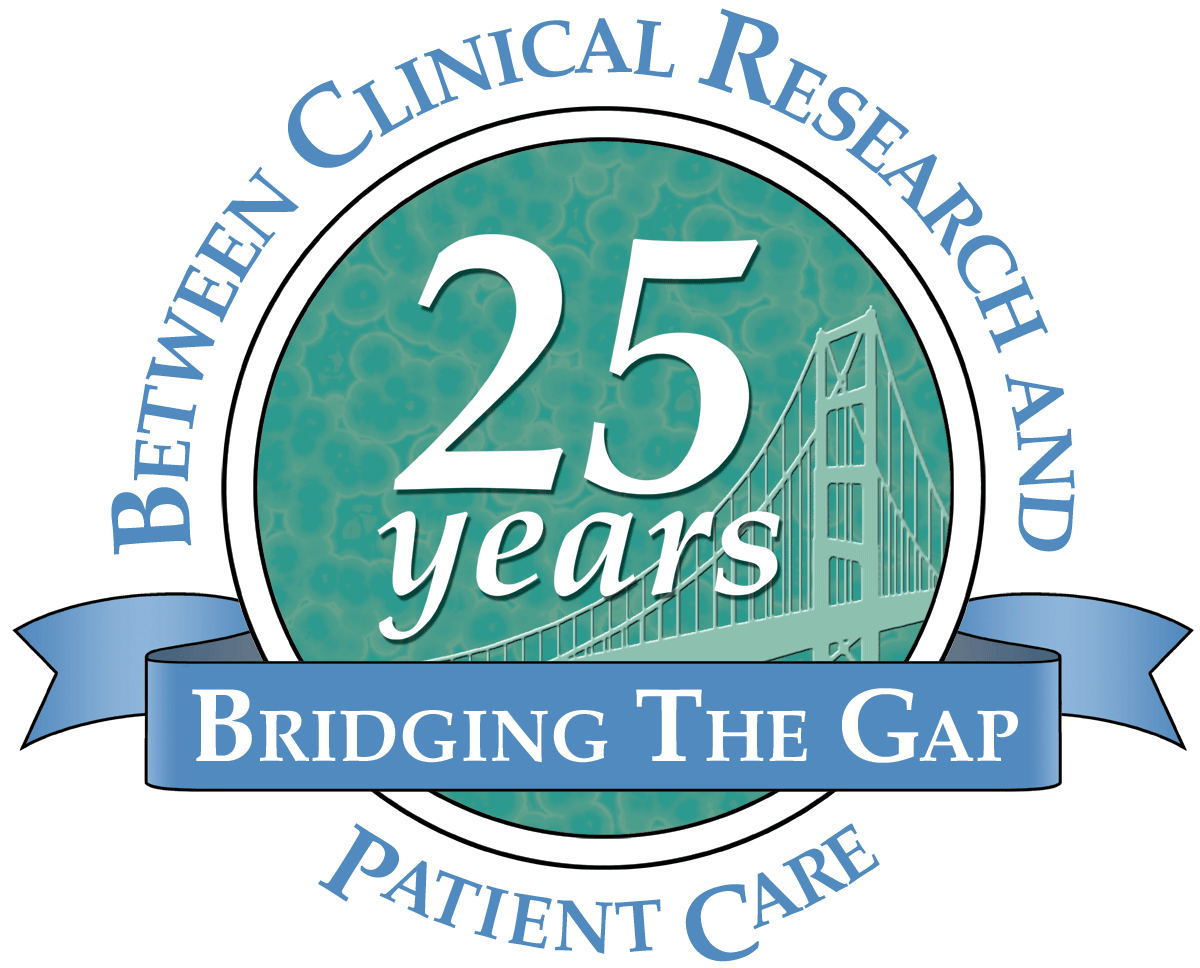 25
years
Bridging The Gap
Between Clinical Research and
Patient Care